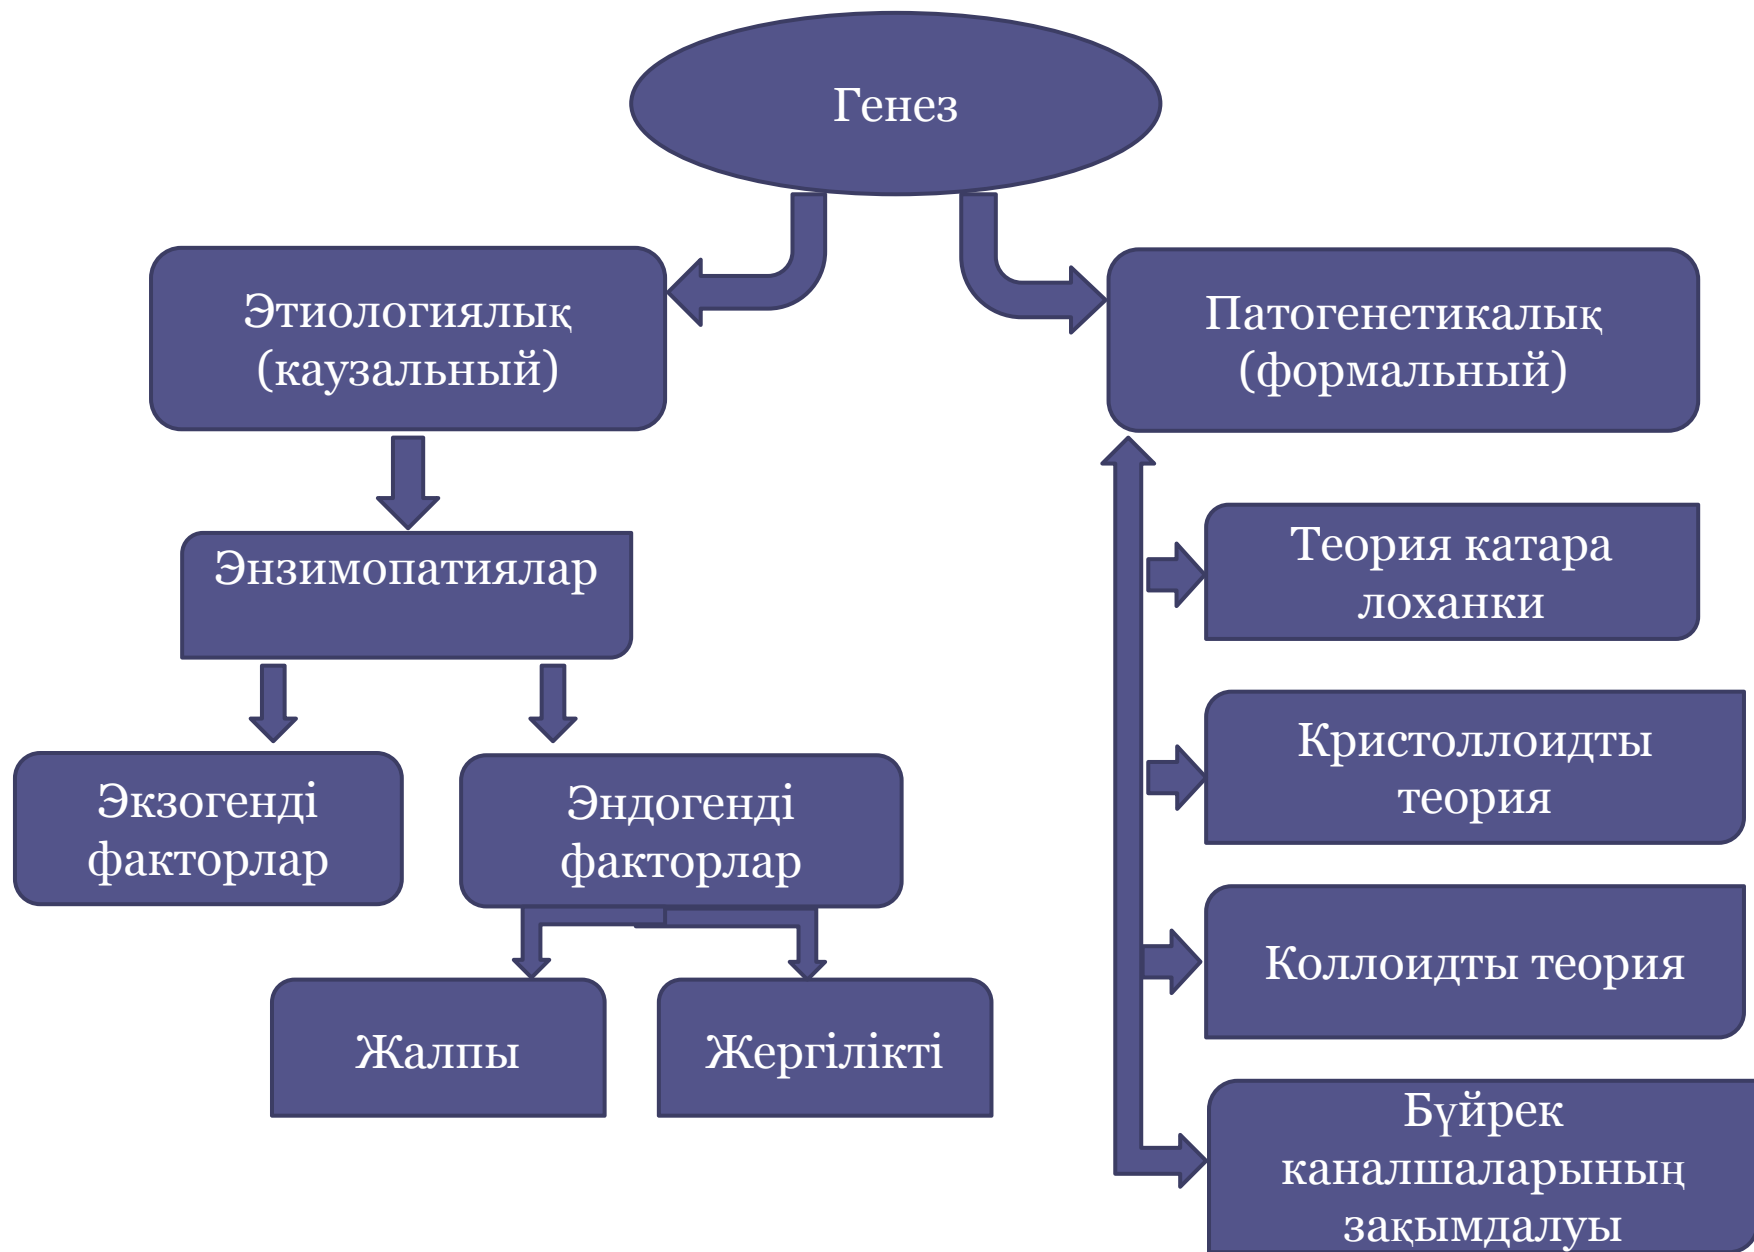 Генез
Этиологиялық
(каузальный)
Патогенетикалық
(формальный)
Энзимопатиялар
Теория катара
лоханки
Кристоллоидты
теория
Экзогенді
факторлар
Эндогенді
факторлар
Коллоидты теория
Жалпы
Жергілікті
Бүйрек
каналшаларының
зақымдалуы